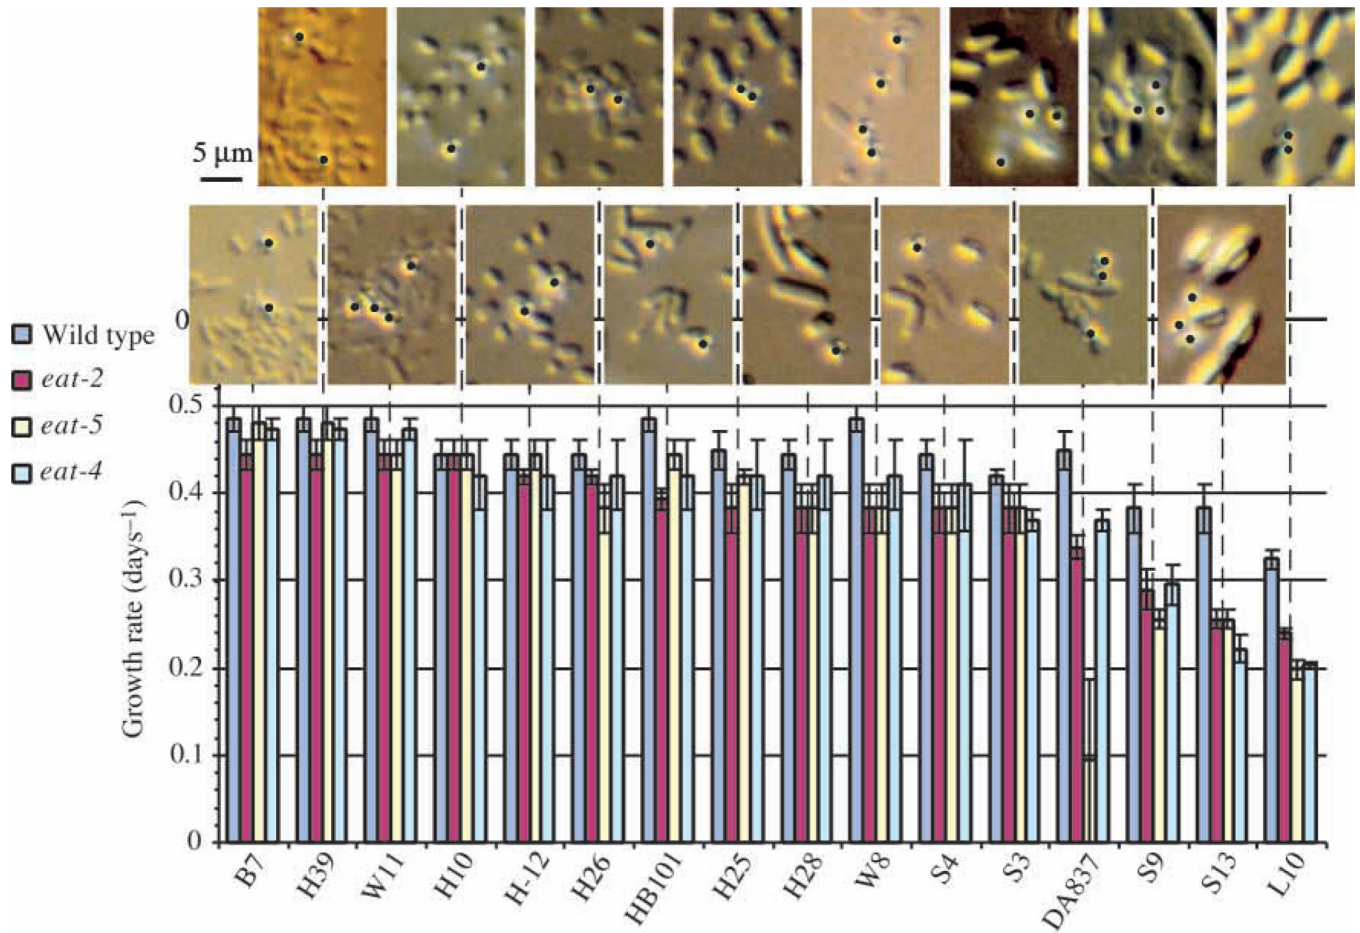 5 μm
0
Wild type
eat-2
eat-5
eat-4
Growth rate (days⁻¹)
0.5
0.4
0.3
0.2
0.1
0
B7
H39
W11
H10
H-12
H26
HB101
H25
H28
W8
S4
S3
DA837
S9
S13
L10